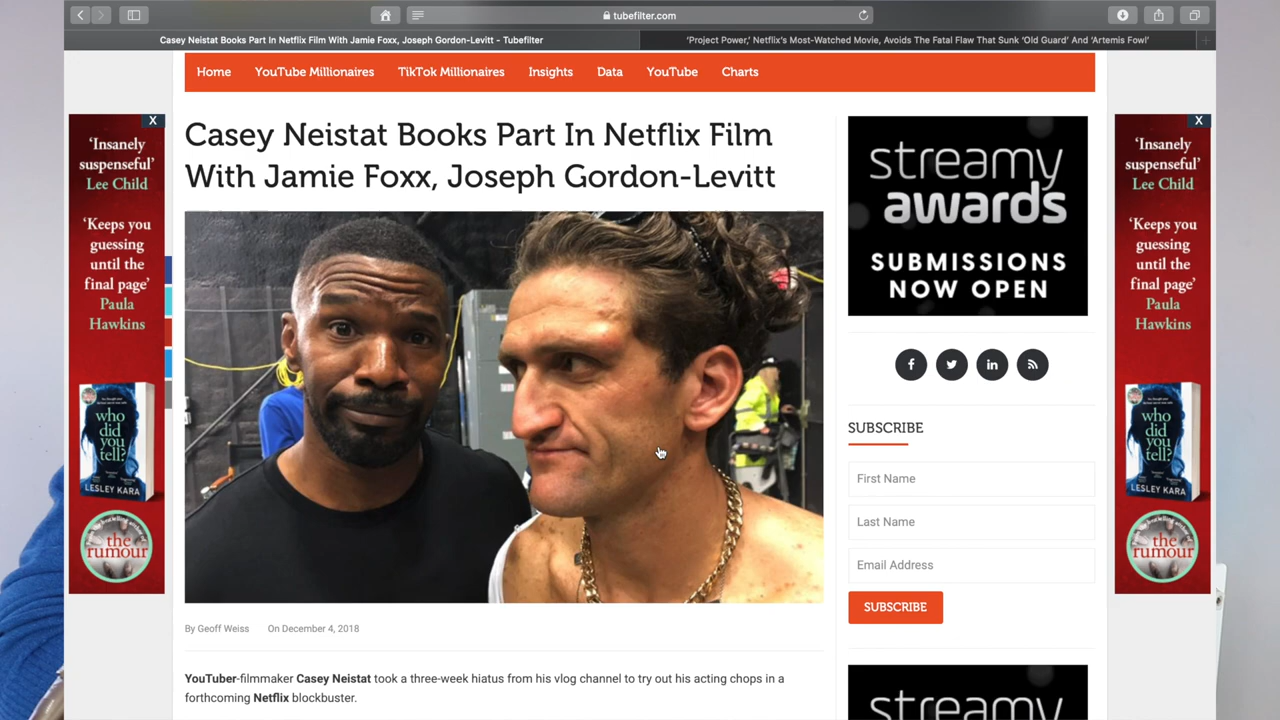 tubefilter.com
Casey Neistat Books Part In Netflix Film With Jamie Foxx, Joseph Gordon-Levitt - Tubefilter
‘Project Power,’ Netflix’s Most-Watched Movie, Avoids The Fatal Flaw That Sunk ‘Old Guard’ And ‘Artemis Fowl’
Home YouTube Millionaires TikTok Millionaires Insights Data YouTube Charts
X
‘Insanely
suspenseful’
Lee Child
‘Keeps you
guessing
until the
final page’
Paula
Hawkins
who
did
you
tell?
LESLEY KARA
the
rumour
Casey Neistat Books Part In Netflix Film
With Jamie Foxx, Joseph Gordon-Levitt
By Geoff Weiss On December 4, 2018
YouTuber-filmmaker Casey Neistat took a three-week hiatus from his vlog channel to try out his acting chops in a
forthcoming Netflix blockbuster.
streamy
awards
SUBMISSIONS
NOW OPEN
SUBSCRIBE
First Name
Last Name
Email Address
SUBSCRIBE
streamy
X
‘Insanely
suspenseful’
Lee Child
‘Keeps you
guessing
until the
final page’
Paula
Hawkins
who
did
you
tell?
LESLEY KARA
the
rumour